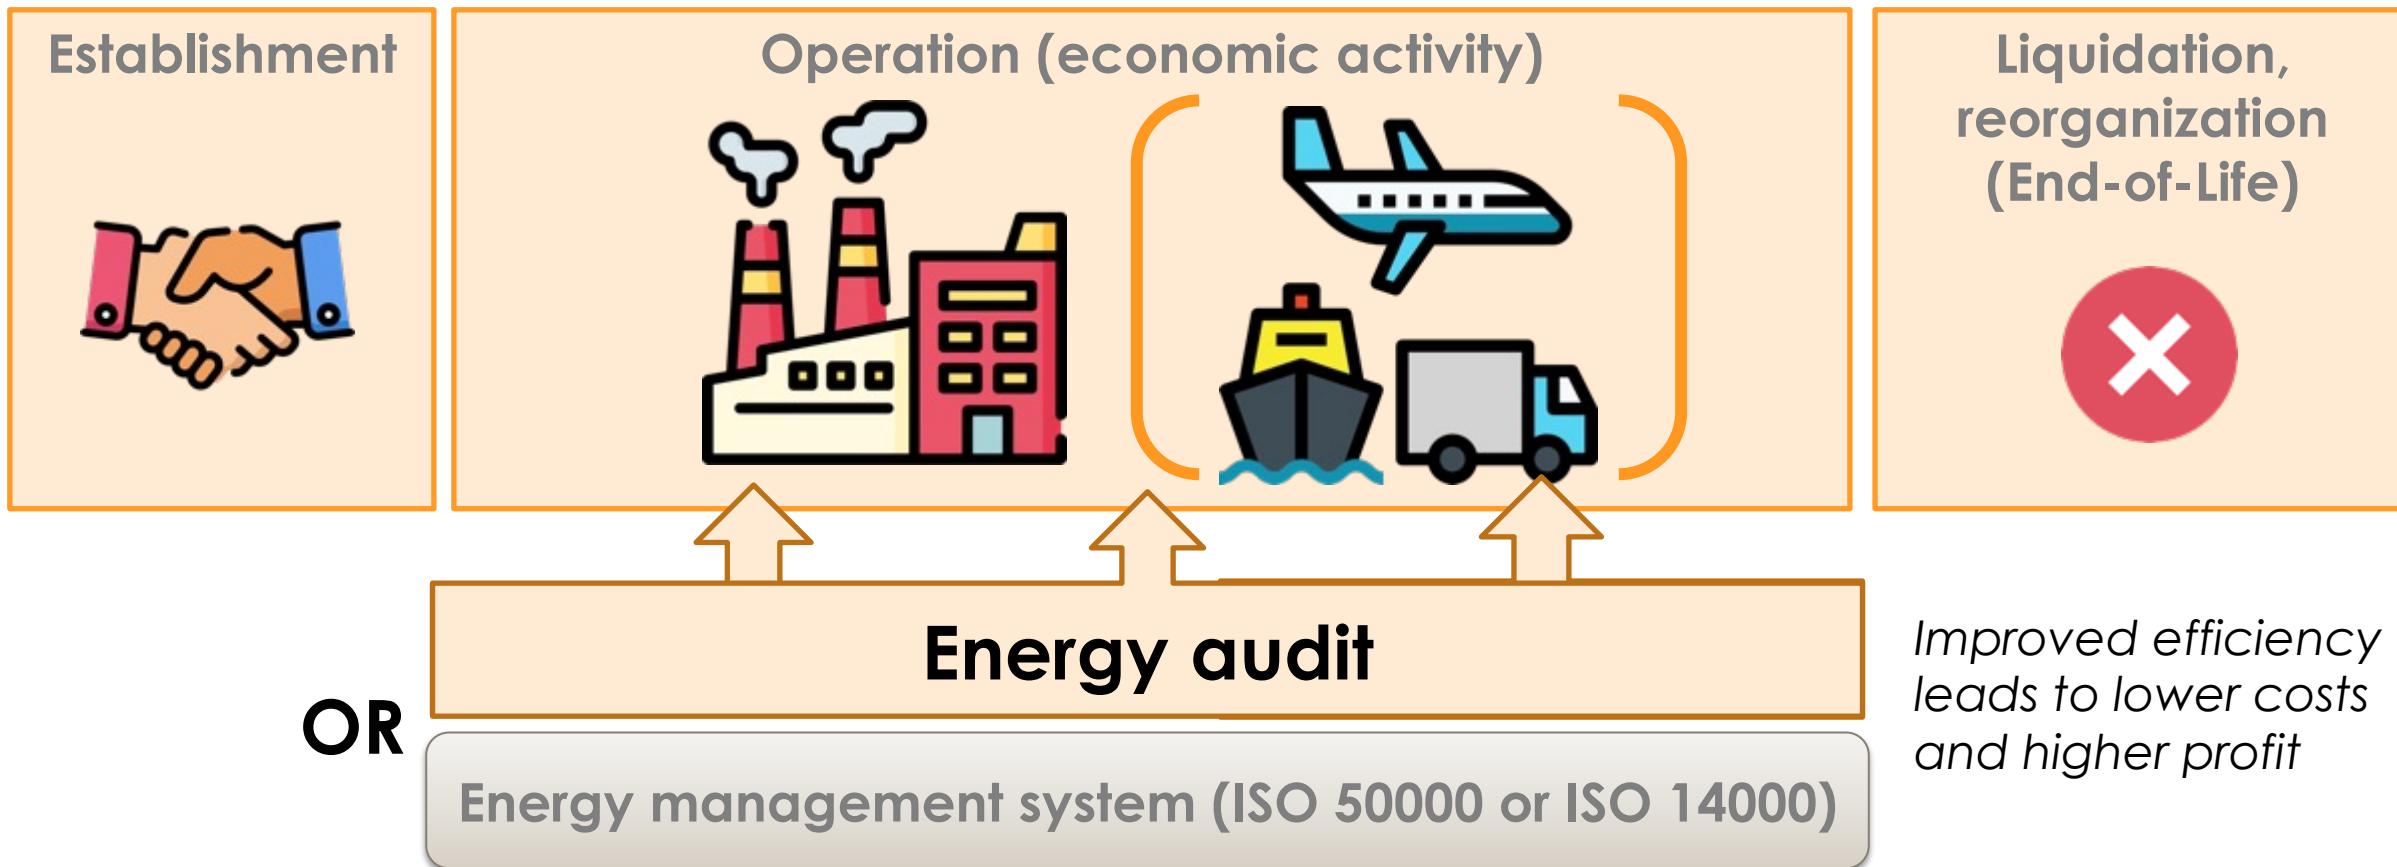 Establishment
Operation (economic activity)
Liquidation,
reorganization
(End-of-Life)
Energy audit
OR
Energy management system (ISO 50000 or ISO 14000)
Improved efficiency
leads to lower costs
and higher profit